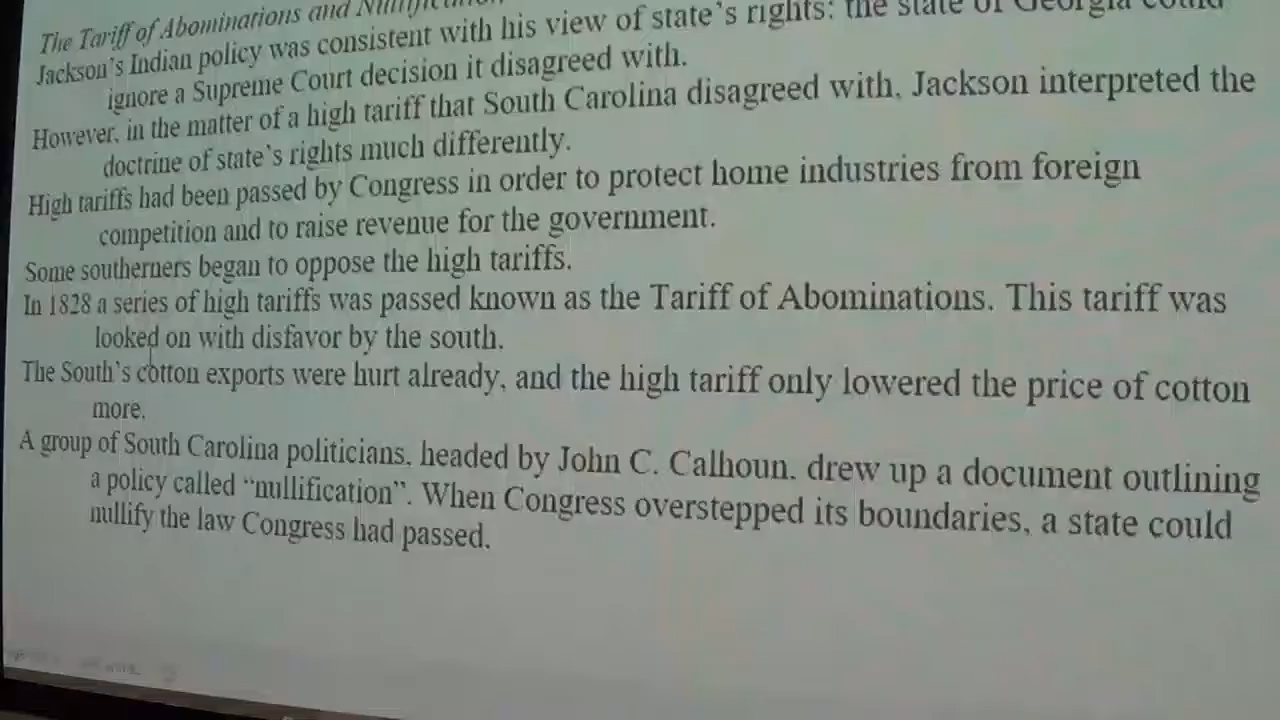 The Tariff of Abominations and Nullification
Jackson's Indian policy was consistent with his view of state's rights: the state of Georgia could
ignore a Supreme Court decision it disagreed with.
However, in the matter of a high tariff that South Carolina disagreed with, Jackson interpreted the
doctrine of state's rights much differently.
High tariffs had been passed by Congress in order to protect home industries from foreign
competition and to raise revenue for the government.
Some southerners began to oppose the high tariffs.
In 1828 a series of high tariffs was passed known as the Tariff of Abominations. This tariff was
looked on with disfavor by the south.
The South's cotton exports were hurt already, and the high tariff only lowered the price of cotton
more.
A group of South Carolina politicians, headed by John C. Calhoun, drew up a document outlining
a policy called “nullification”. When Congress overstepped its boundaries, a state could
nullify the law Congress had passed.